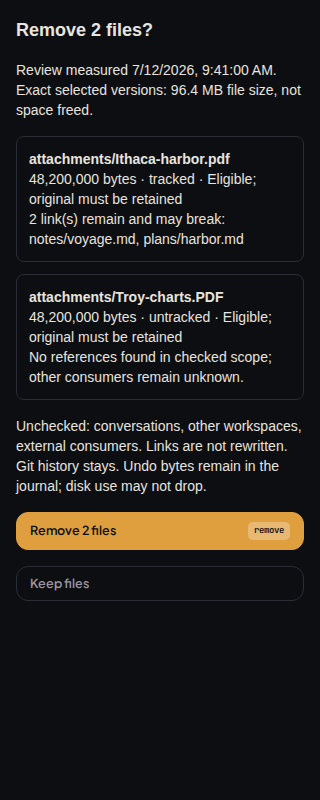 Remove 2 files?
Review measured 7/12/2026, 9:41:00 AM.
Exact selected versions: 96.4 MB file size, not
space freed.
attachments/Ithaca-harbor.pdf
48,200,000 bytes · tracked · Eligible;
original must be retained
2 link(s) remain and may break:
notes/voyage.md, plans/harbor.md
attachments/Troy-charts.PDF
48,200,000 bytes · untracked · Eligible;
original must be retained
No references found in checked scope;
other consumers remain unknown.
Unchecked: conversations, other workspaces,
external consumers. Links are not rewritten.
Git history stays. Undo bytes remain in the
journal; disk use may not drop.
Remove 2 files remove
Keep files